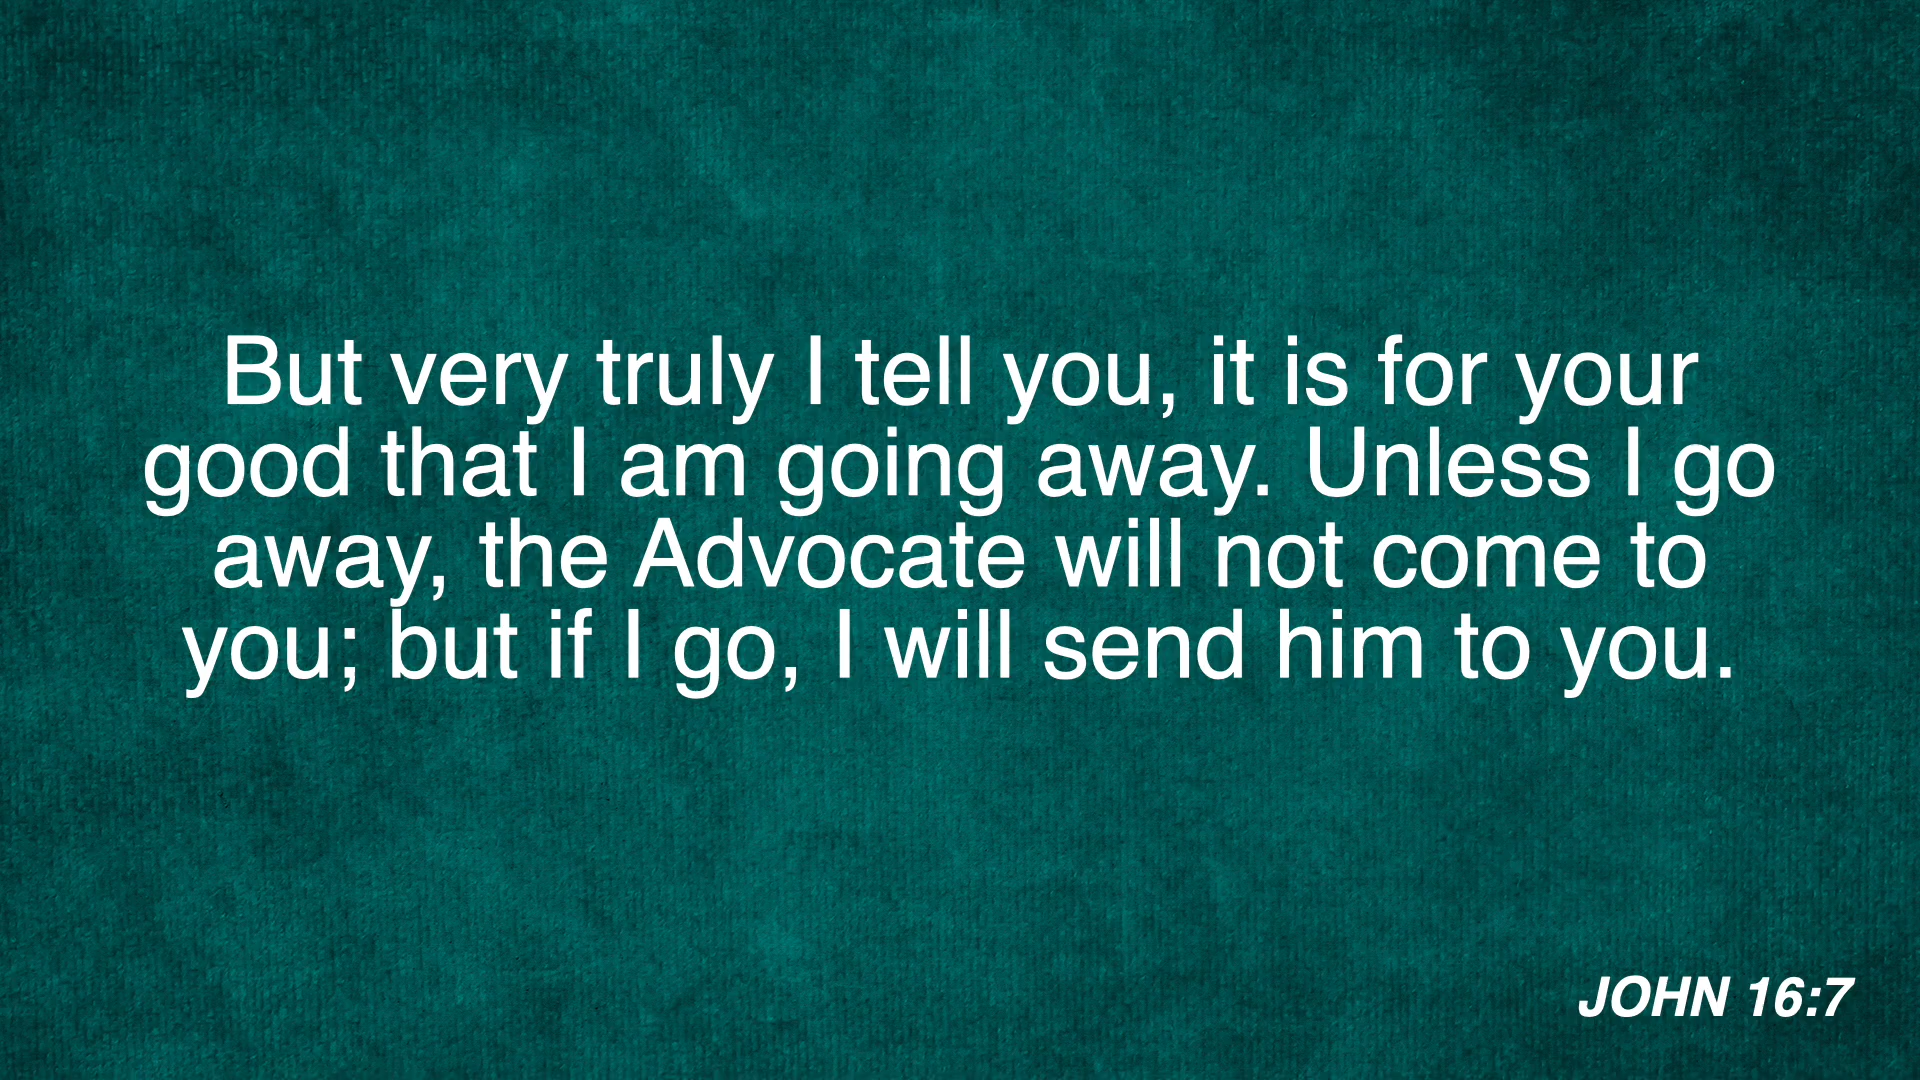 But very truly I tell you, it is for your
good that I am going away. Unless I go
away, the Advocate will not come to
you; but if I go, I will send him to you.
JOHN 16:7